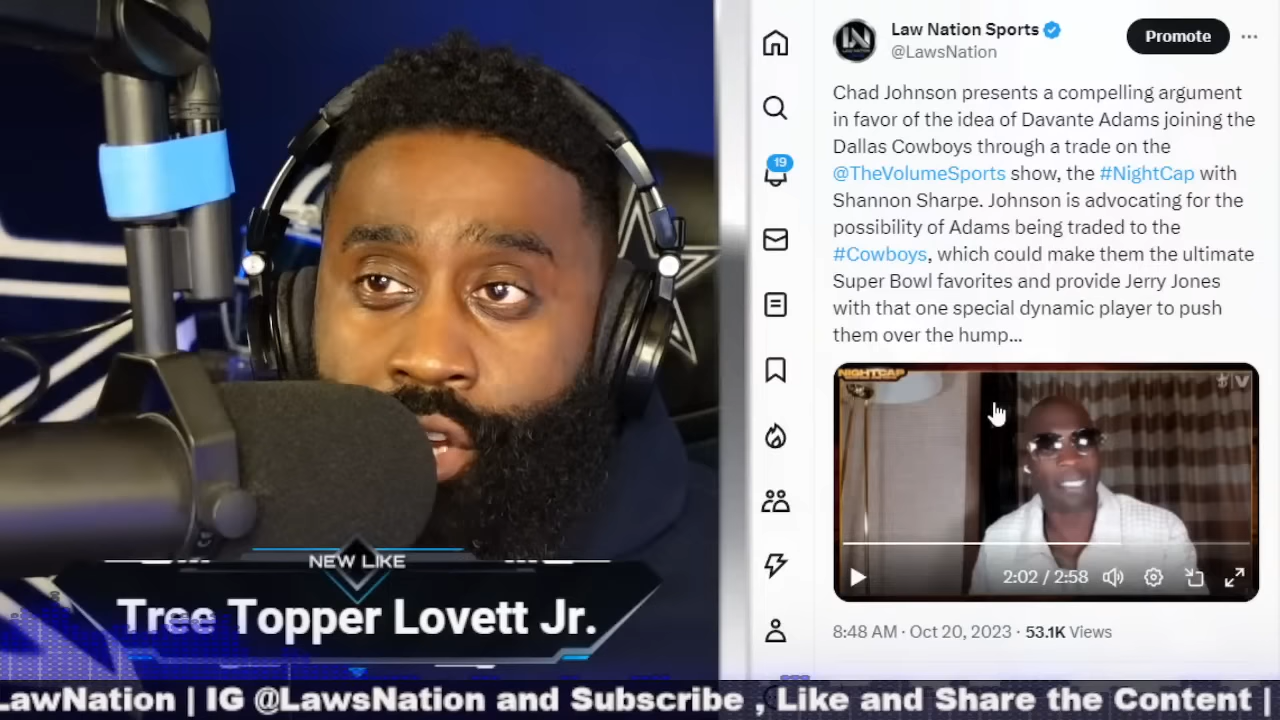 Law Nation Sports
@LawsNation
Promote
Chad Johnson presents a compelling argument
in favor of the idea of Davante Adams joining the
Dallas Cowboys through a trade on the
@TheVolumeSports show, the #NightCap with
Shannon Sharpe. Johnson is advocating for the
possibility of Adams being traded to the
#Cowboys, which could make them the ultimate
Super Bowl favorites and provide Jerry Jones
with that one special dynamic player to push
them over the hump...
NIGHTCAP
2:02 / 2:58
8:48 AM · Oct 20, 2023 · 53.1K Views
19
NEW LIKE
Tree Topper Lovett Jr.
LawNation | IG @LawsNation and Subscribe , Like and Share the Content |